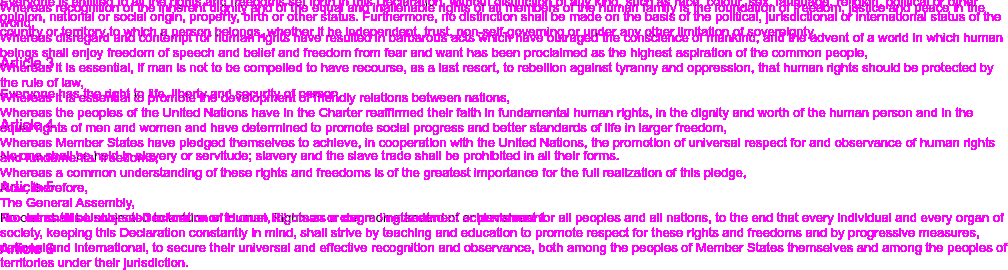 Everyone is entitled to all the rights and freedoms set forth in this Declaration, without distinction of any kind, such as race, colour, sex, language, religion, political or other
Whereas recognition of the inherent dignity and of the equal and inalienable rights of all members of the human family is the foundation of freedom, justice and peace in the
world,
opinion, national or social origin, property, birth or other status. Furthermore, no distinction shall be made on the basis of the political, jurisdictional or international status of the
country or territory to which a person belongs, whether it be independent, trust, non-self-governing or under any other limitation of sovereignty.
Whereas disregard and contempt for human rights have resulted in barbarous acts which have outraged the conscience of mankind, and the advent of a world in which human
beings shall enjoy freedom of speech and belief and freedom from fear and want has been proclaimed as the highest aspiration of the common people,
Article 3
Whereas it is essential, if man is not to be compelled to have recourse, as a last resort, to rebellion against tyranny and oppression, that human rights should be protected by
the rule of law,
Everyone has the right to life, liberty and security of person.
Whereas it is essential to promote the development of friendly relations between nations,
Whereas the peoples of the United Nations have in the Charter reaffirmed their faith in fundamental human rights, in the dignity and worth of the human person and in the
Article 4
equal rights of men and women and have determined to promote social progress and better standards of life in larger freedom,
Whereas Member States have pledged themselves to achieve, in cooperation with the United Nations, the promotion of universal respect for and observance of human rights
No one shall be held in slavery or servitude; slavery and the slave trade shall be prohibited in all their forms.
and fundamental freedoms,
Whereas a common understanding of these rights and freedoms is of the greatest importance for the full realization of this pledge,
Article 5
Now, therefore,
The General Assembly,
Proclaims this Universal Declaration of Human Rights as a common standard of achievement for all peoples and all nations, to the end that every individual and every organ of
society, keeping this Declaration constantly in mind, shall strive by teaching and education to promote respect for these rights and freedoms and by progressive measures,
Article 6
national and international, to secure their universal and effective recognition and observance, both among the peoples of Member States themselves and among the peoples of
territories under their jurisdiction.